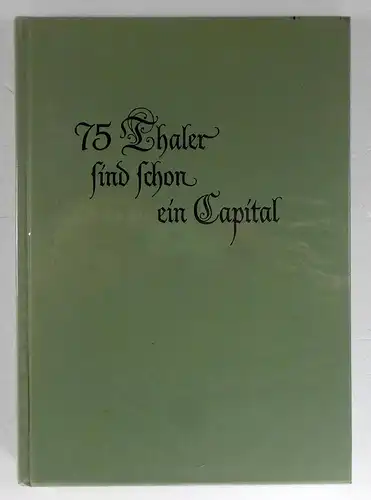 75 Thaler
sind schon
ein Capital